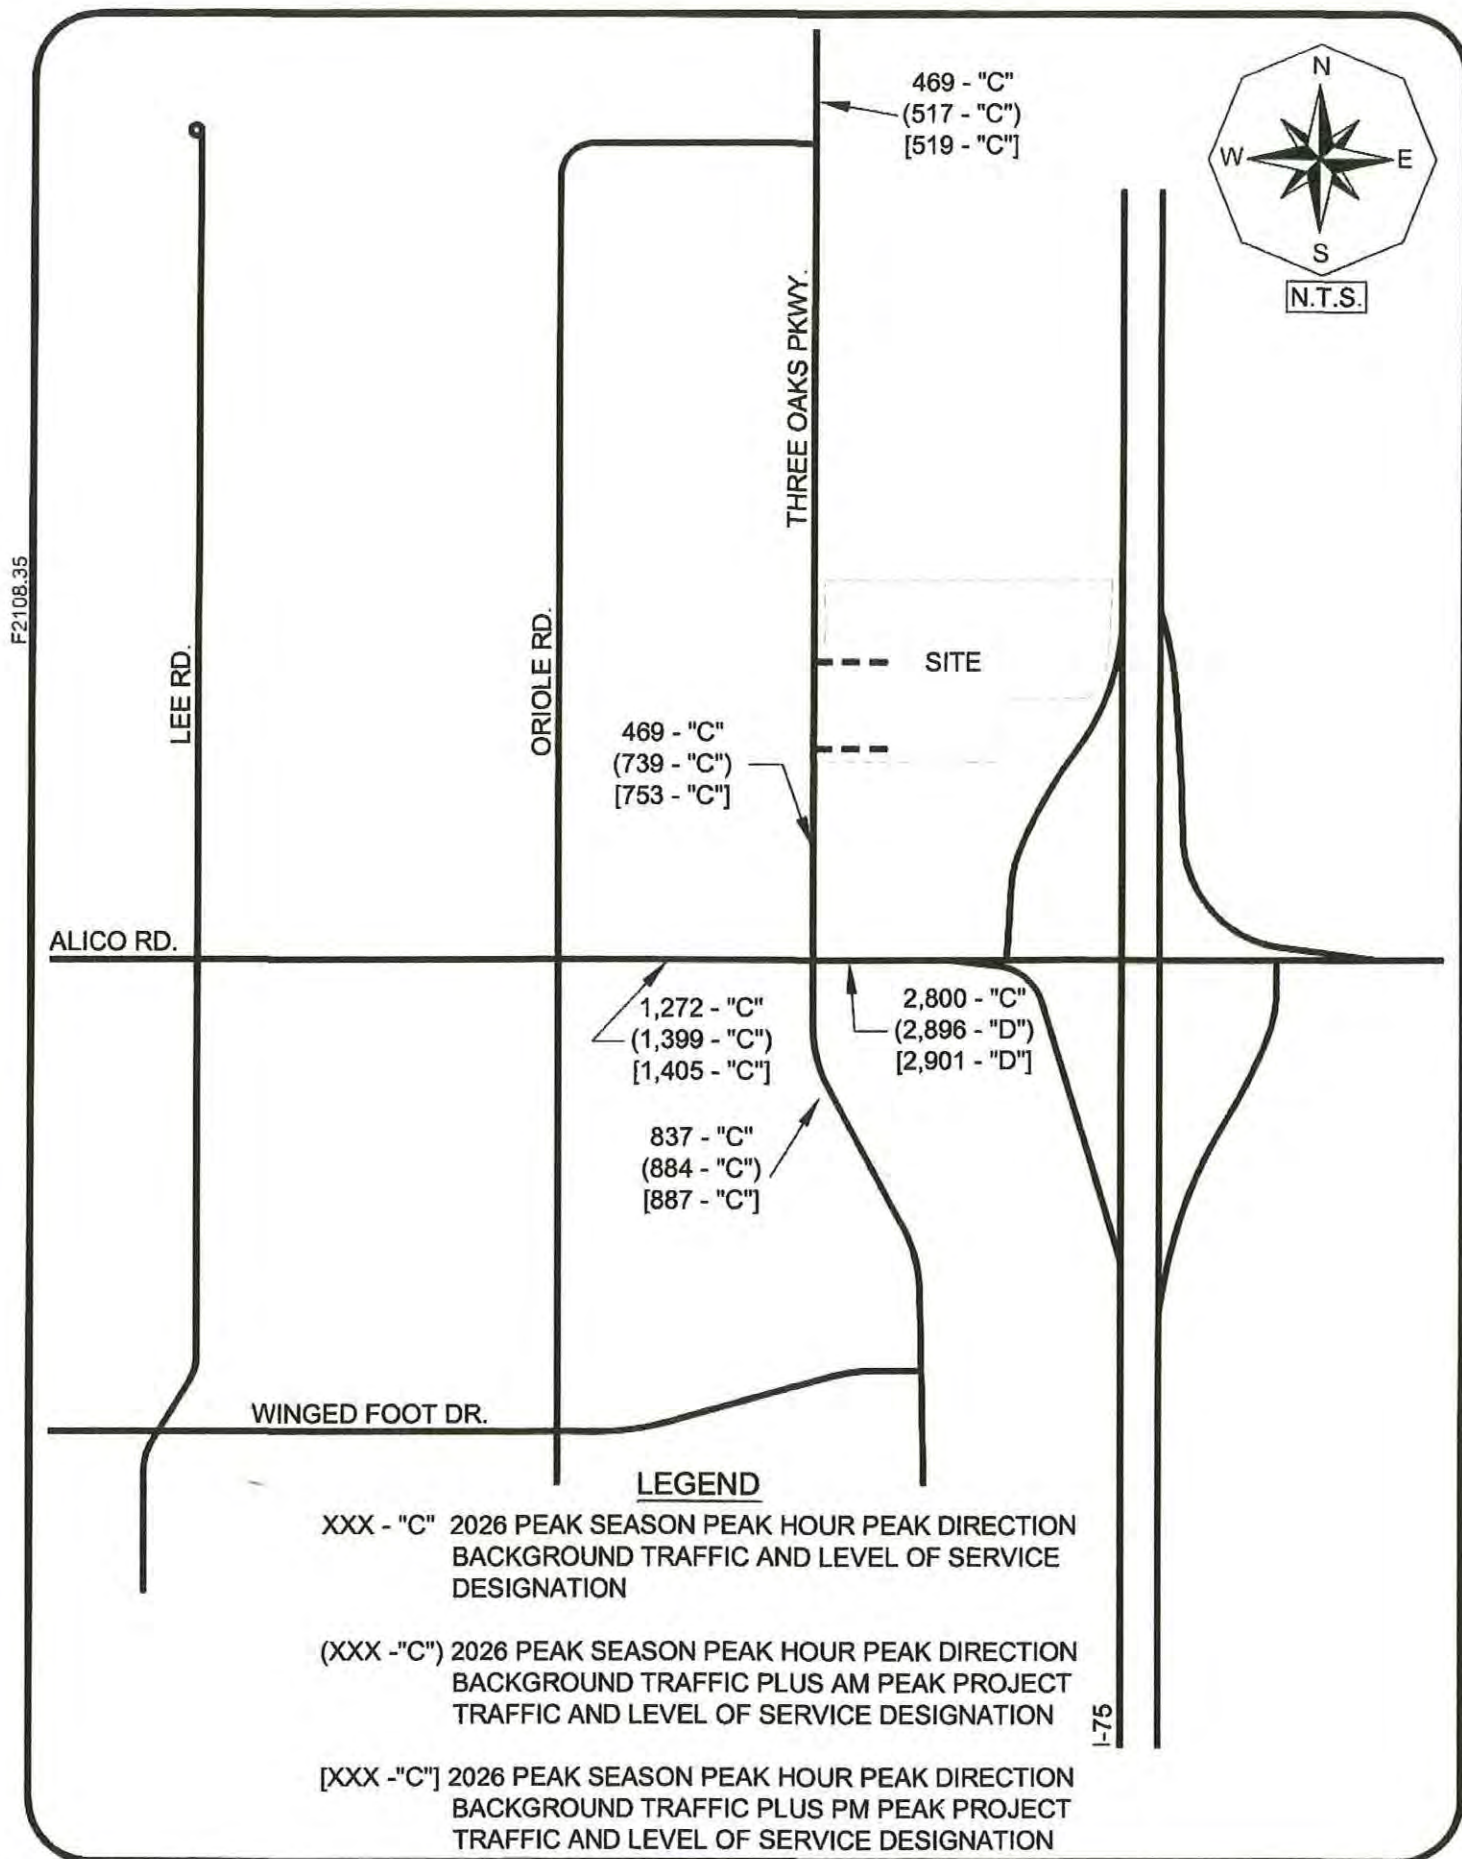 469 - "C"
(517 - "C")
[519 - "C"]
N
W
E
S
N.T.S.
THREE OAKS PKWY.
F2108.35
LEE RD.
ORIOLE RD.
SITE
469 - "C"
(739 - "C")
[753 - "C"]
ALICO RD.
1,272 - "C"
(1,399 - "C")
[1,405 - "C"]
2,800 - "C"
(2,896 - "D")
[2,901 - "D"]
837 - "C"
(884 - "C")
[887 - "C"]
WINGED FOOT DR.
LEGEND
XXX - "C" 2026 PEAK SEASON PEAK HOUR PEAK DIRECTION
BACKGROUND TRAFFIC AND LEVEL OF SERVICE
DESIGNATION
(XXX -"C") 2026 PEAK SEASON PEAK HOUR PEAK DIRECTION
BACKGROUND TRAFFIC PLUS AM PEAK PROJECT
TRAFFIC AND LEVEL OF SERVICE DESIGNATION
I-75
[XXX -"C"] 2026 PEAK SEASON PEAK HOUR PEAK DIRECTION
BACKGROUND TRAFFIC PLUS PM PEAK PROJECT
TRAFFIC AND LEVEL OF SERVICE DESIGNATION